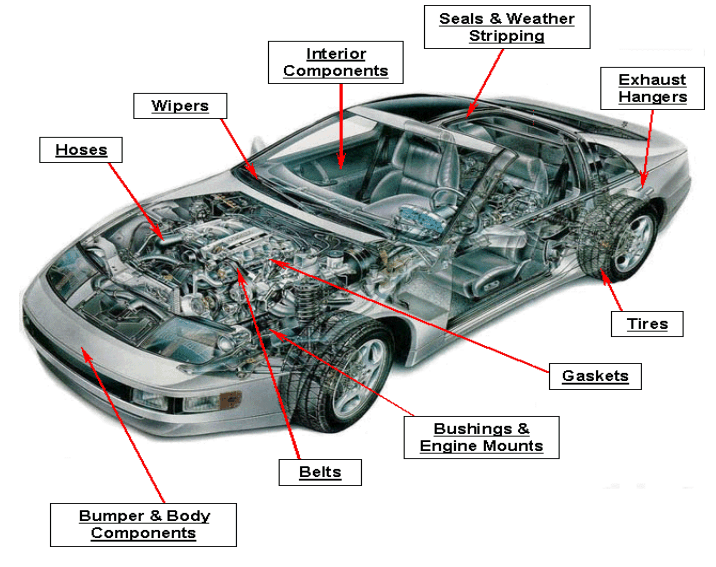 Seals & Weather
Stripping
Interior
Components
Exhaust
Hangers
Wipers
Hoses
Tires
Gaskets
Bushings &
Engine Mounts
Belts
Bumper & Body
Components